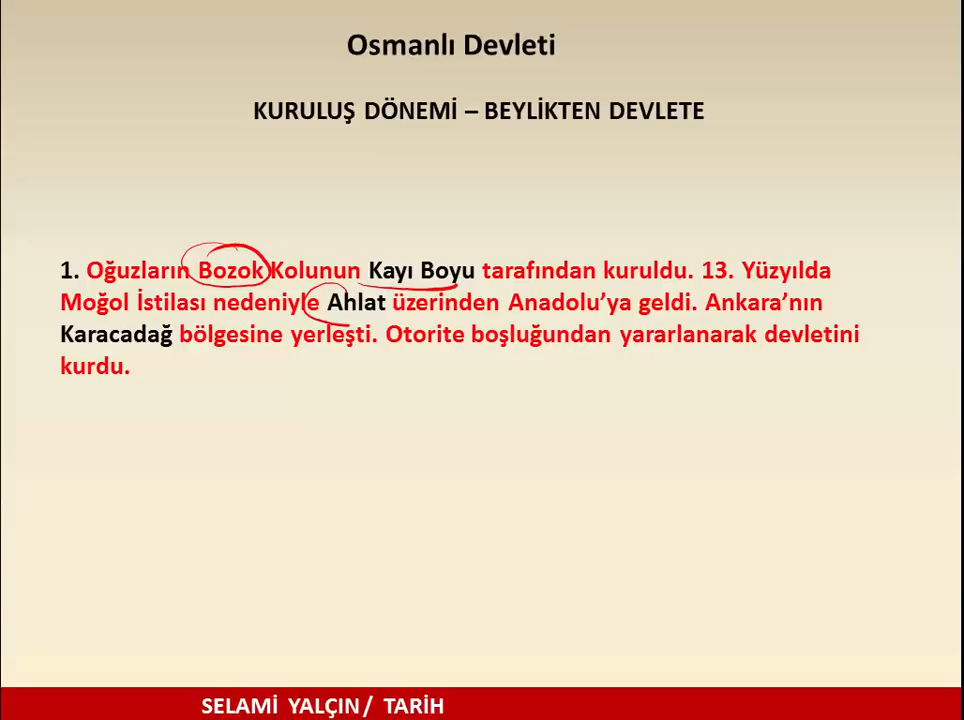 Osmanlı Devleti
KURULUŞ DÖNEMİ – BEYLİKTEN DEVLETE
1. Oğuzların Bozok Kolunun Kayı Boyu tarafından kuruldu. 13. Yüzyılda
Moğol İstilası nedeniyle Ahlat üzerinden Anadolu’ya geldi. Ankara’nın
Karacadağ bölgesine yerleşti. Otorite boşluğundan yararlanarak devletini
kurdu.
SELAMİ YALÇIN / TARİH